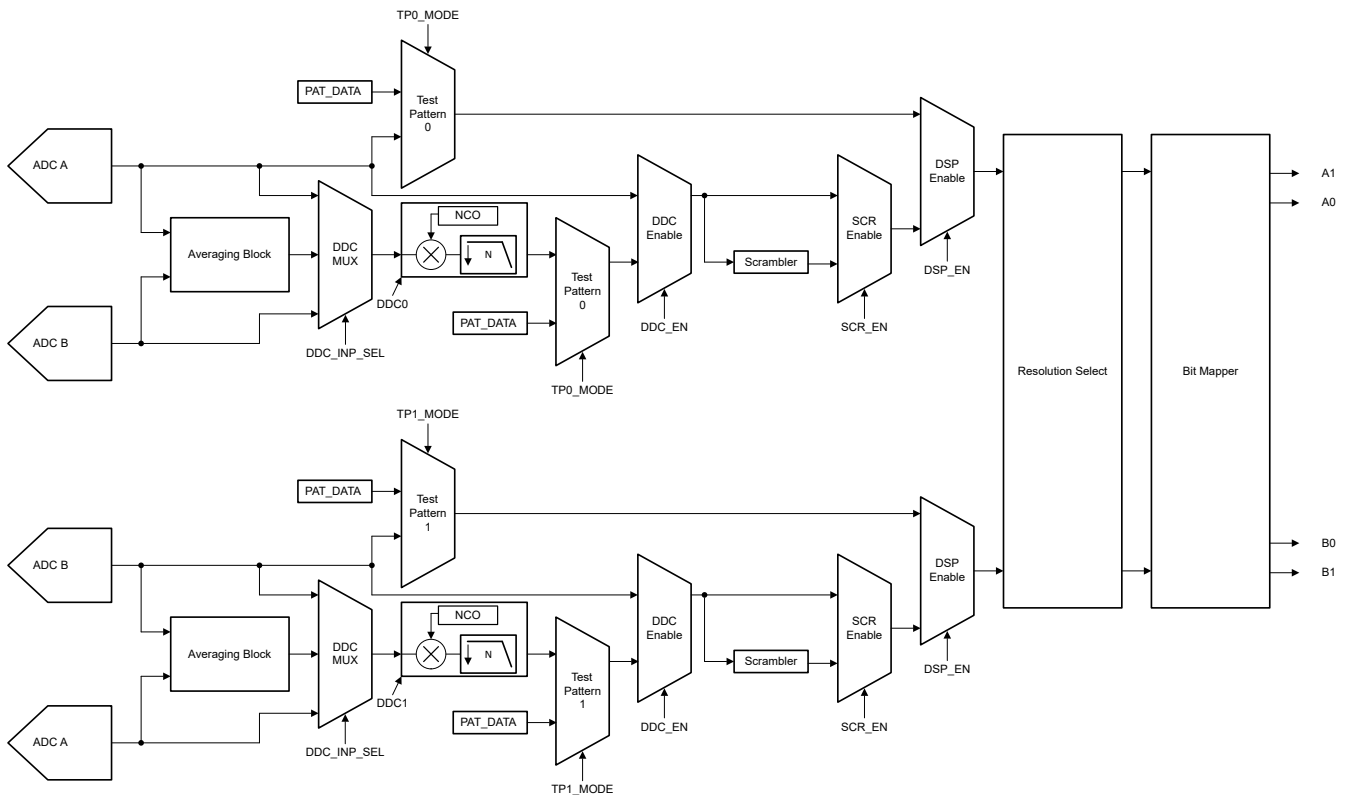 TP0_MODE
PAT_DATA
Test
Pattern
0
ADC A
DSP
Enable
A1
A0
DDC
Enable
SCR
Enable
NCO
Averaging Block
DDC
MUX
N
Scrambler
DSP_EN
Test
Pattern
0
DDC0
ADC B
PAT_DATA
DDC_EN
SCR_EN
DDC_INP_SEL
TP0_MODE
Resolution Select
Bit Mapper
TP1_MODE
PAT_DATA
Test
Pattern
1
ADC B
DSP
Enable
B0
B1
DDC
Enable
SCR
Enable
NCO
Averaging Block
DDC
MUX
N
Scrambler
DSP_EN
Test
Pattern
1
DDC1
ADC A
PAT_DATA
DDC_EN
SCR_EN
DDC_INP_SEL
TP1_MODE